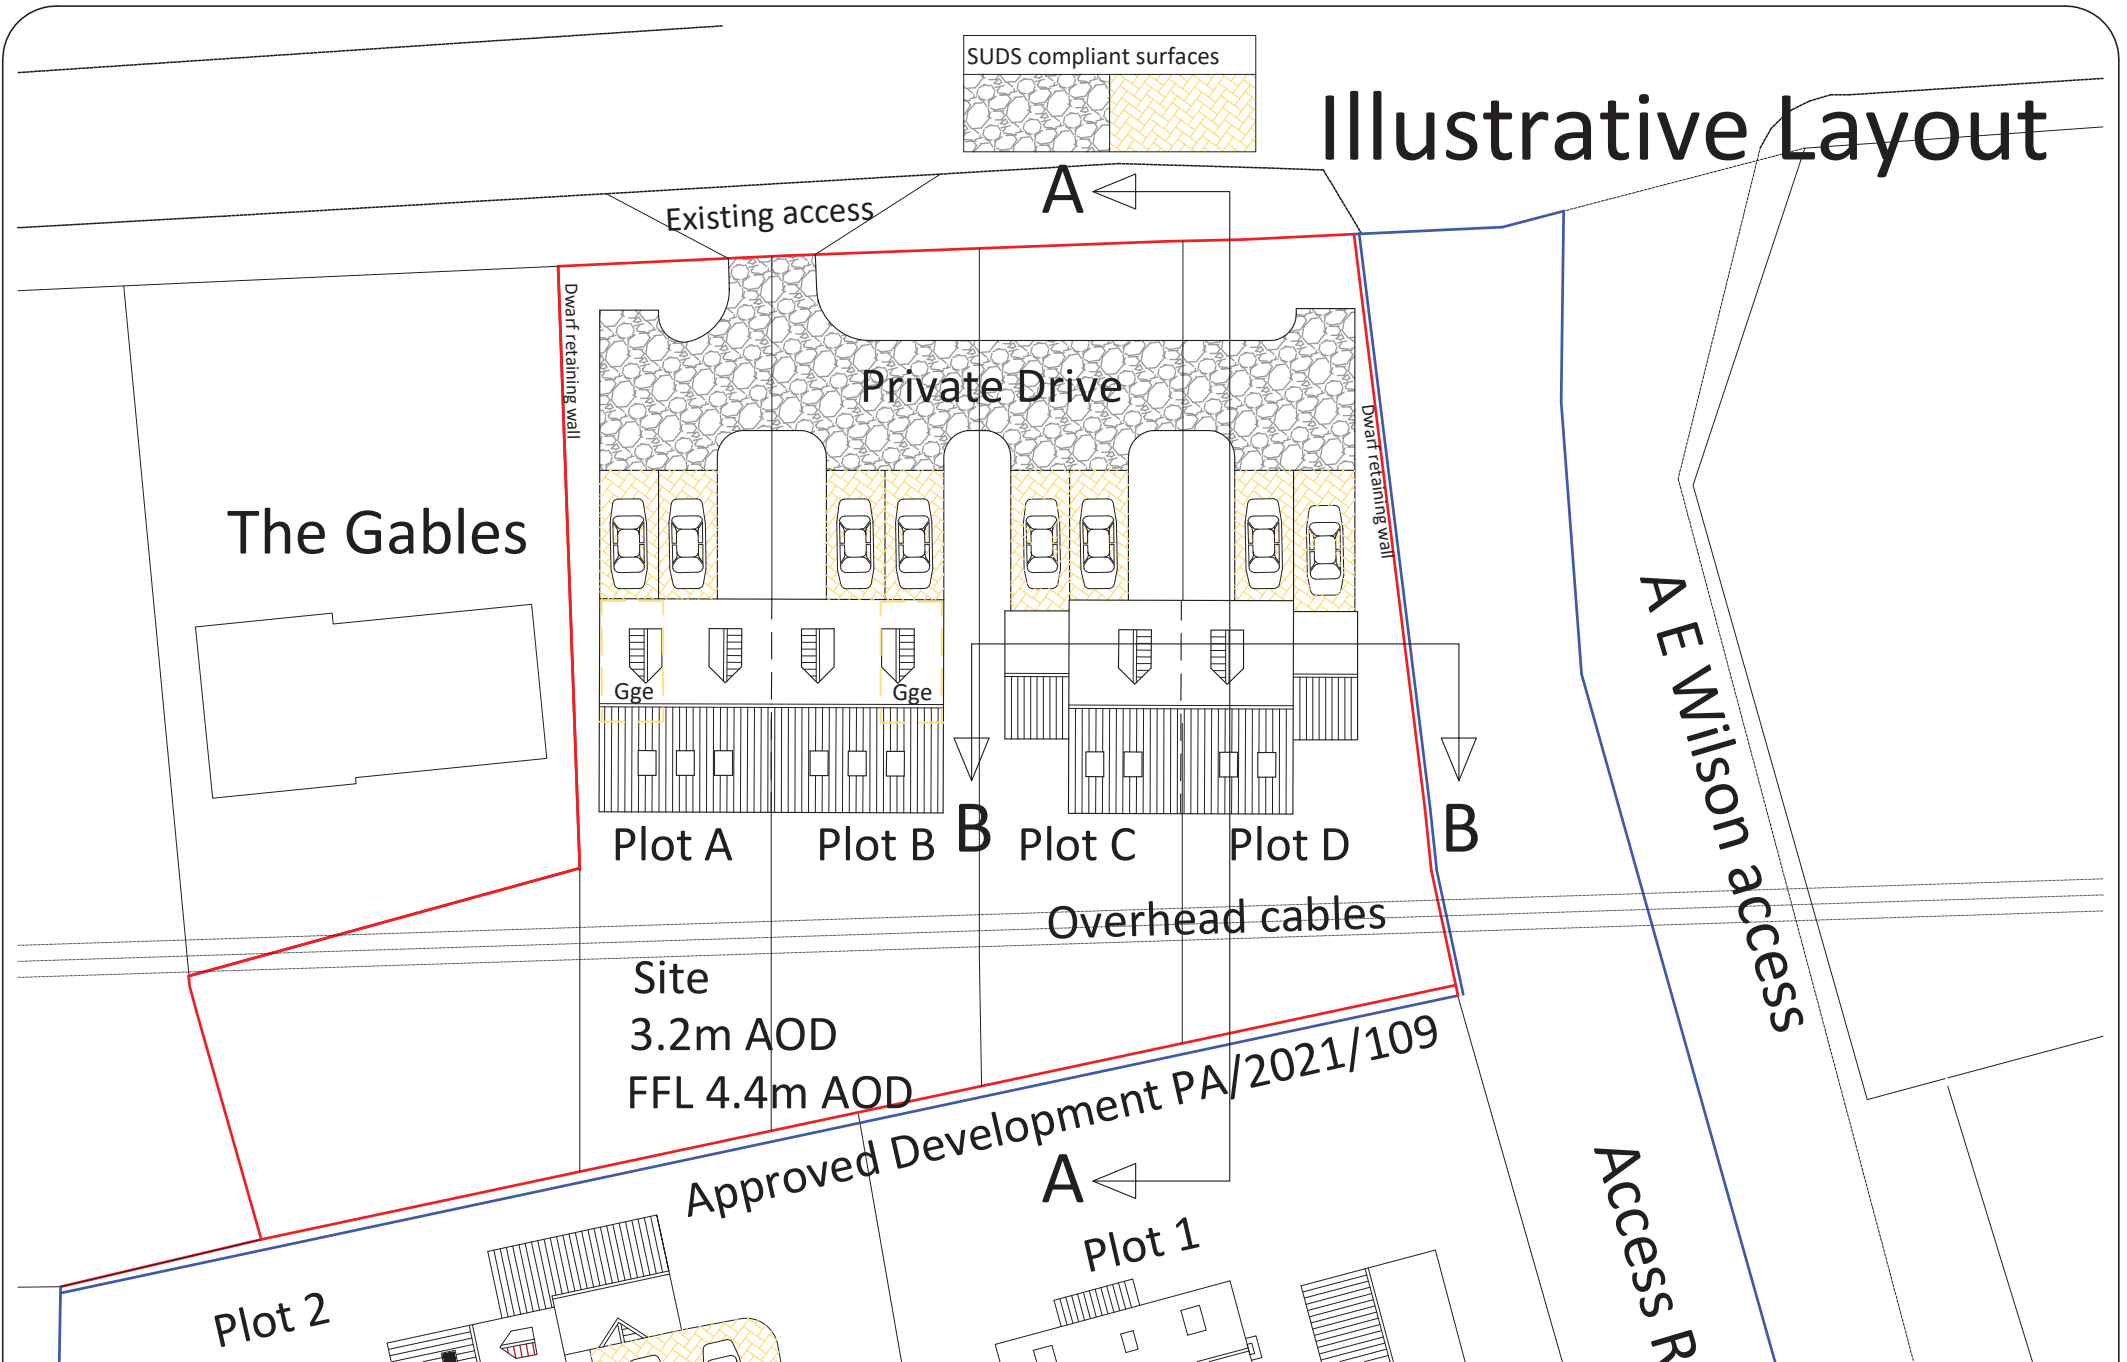 SUDS compliant surfaces
Illustrative Layout
A
Existing access
Dwarf retaining wall
Private Drive
Dwarf retaining wall
The Gables
A E Wilson access
Gge
Gge
B
B
Plot A
Plot B
Plot C
Plot D
Overhead cables
Site
3.2m AOD
FFL 4.4m AOD
Approved Development PA/2021/109
A
Plot 1
Access R
Plot 2